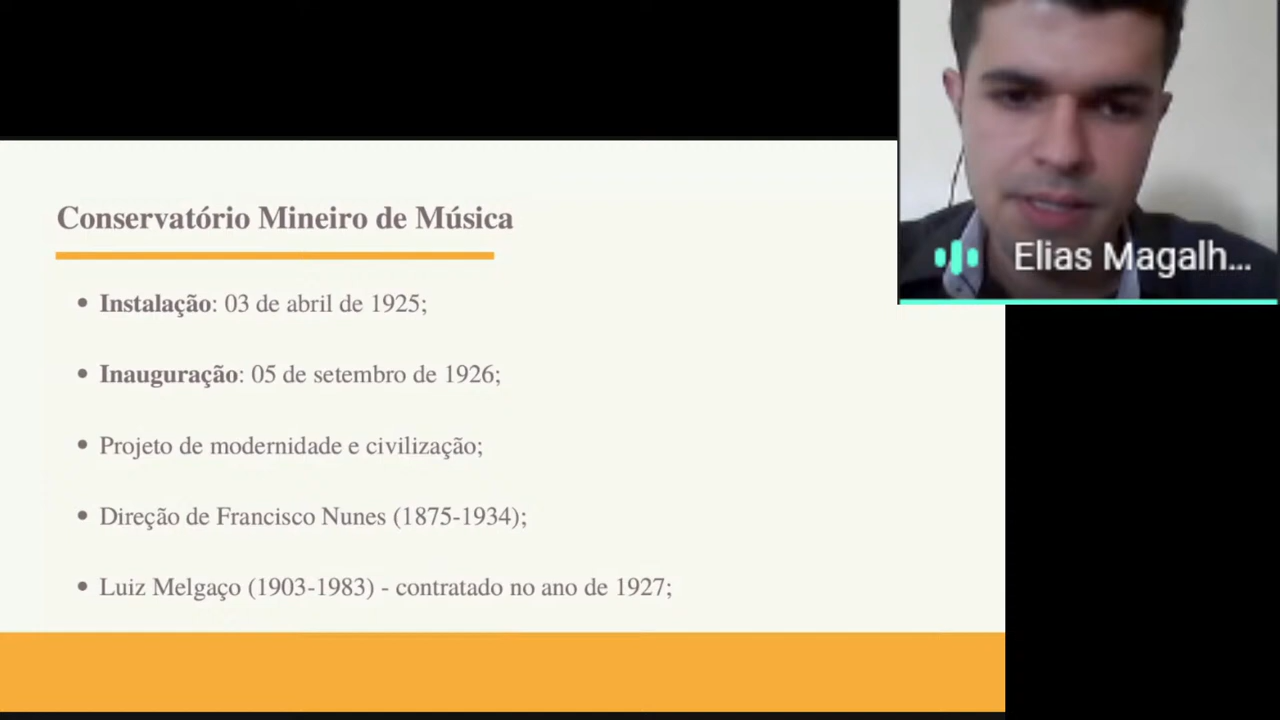 Conservatório Mineiro de Música
• Instalação: 03 de abril de 1925;
• Inauguração: 05 de setembro de 1926;
• Projeto de modernidade e civilização;
• Direção de Francisco Nunes (1875-1934);
• Luiz Melgaço (1903-1983) - contratado no ano de 1927;
Elias Magalh...